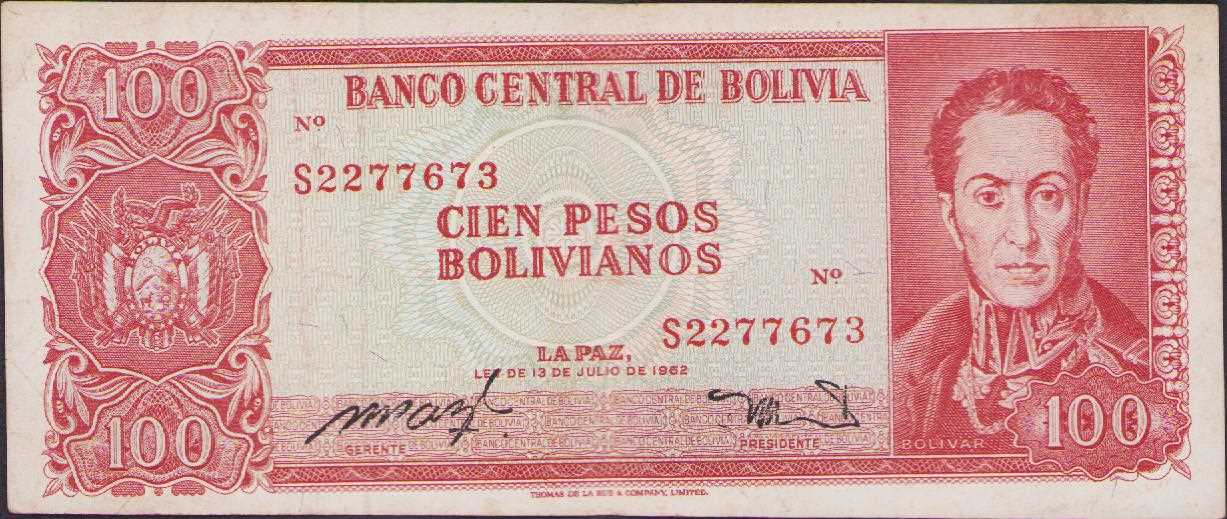 100
BANCO CENTRAL DE BOLIVIA
Nº
S2277673
CIEN PESOS
BOLIVIANOS
Nº
S2277673
LA PAZ,
LEY DE 13 DE JULIO DE 1962
GERENTE
PRESIDENTE
BOLIVAR
100
100
THOMAS DE LA RUE & COMPANY, LIMITED.